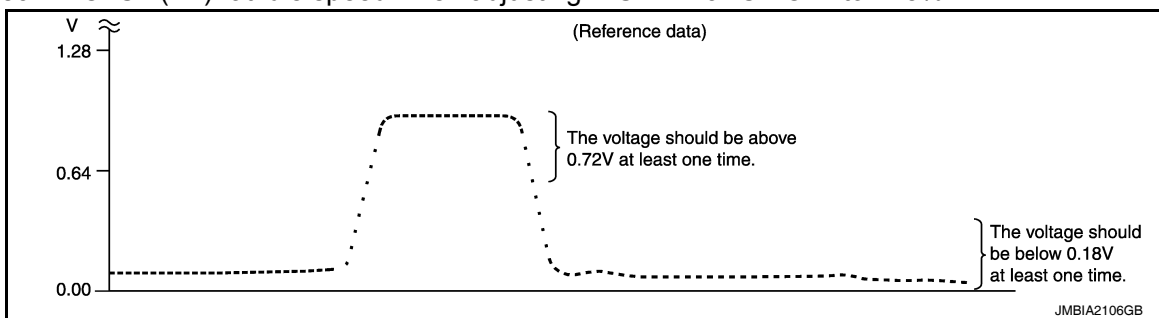 V
(Reference data)
1.28
The voltage should be above
0.72V at least one time.
0.64
The voltage should
be below 0.18V
at least one time.
0.00
JMBIA2106GB